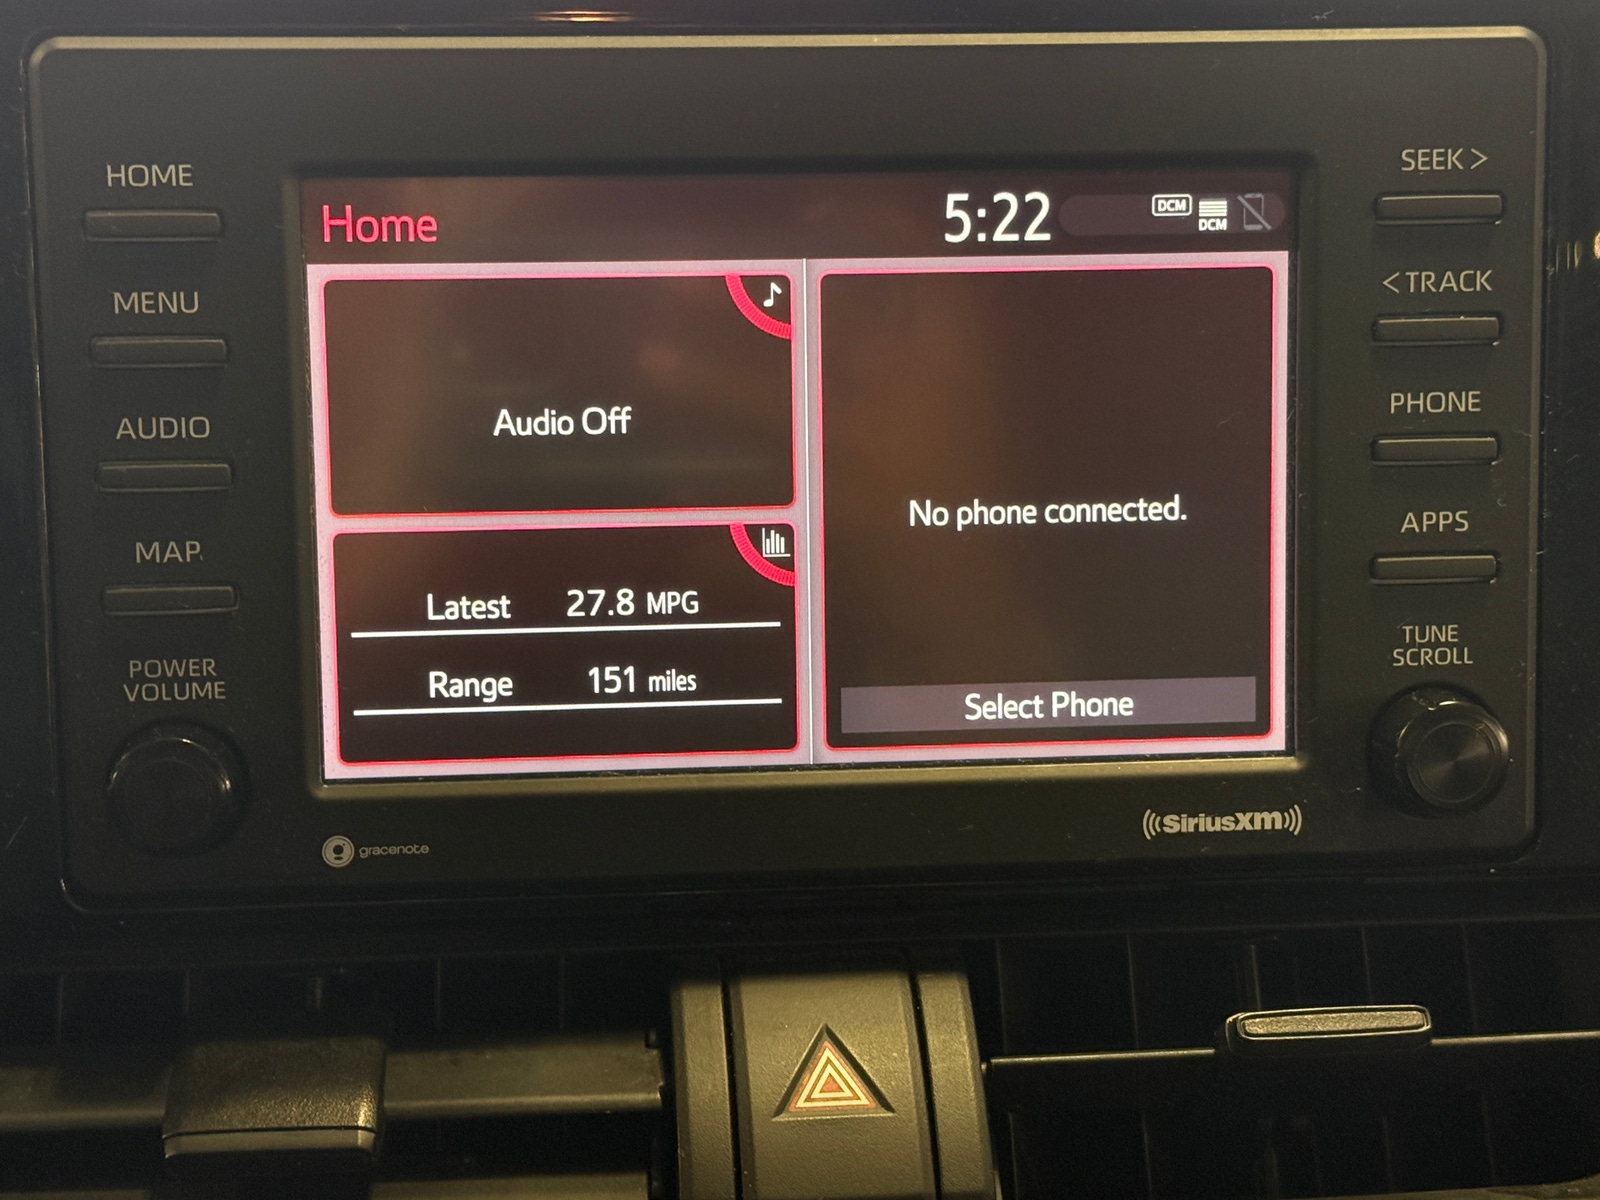 HOME
MENU
AUDIO
MAP
POWER
VOLUME
Home
5:22
DCM
DCM
Audio Off
Latest 27.8 MPG
Range 151 miles
No phone connected.
Select Phone
SEEK >
< TRACK
PHONE
APPS
TUNE
SCROLL
gracenote
((SiriusXM))